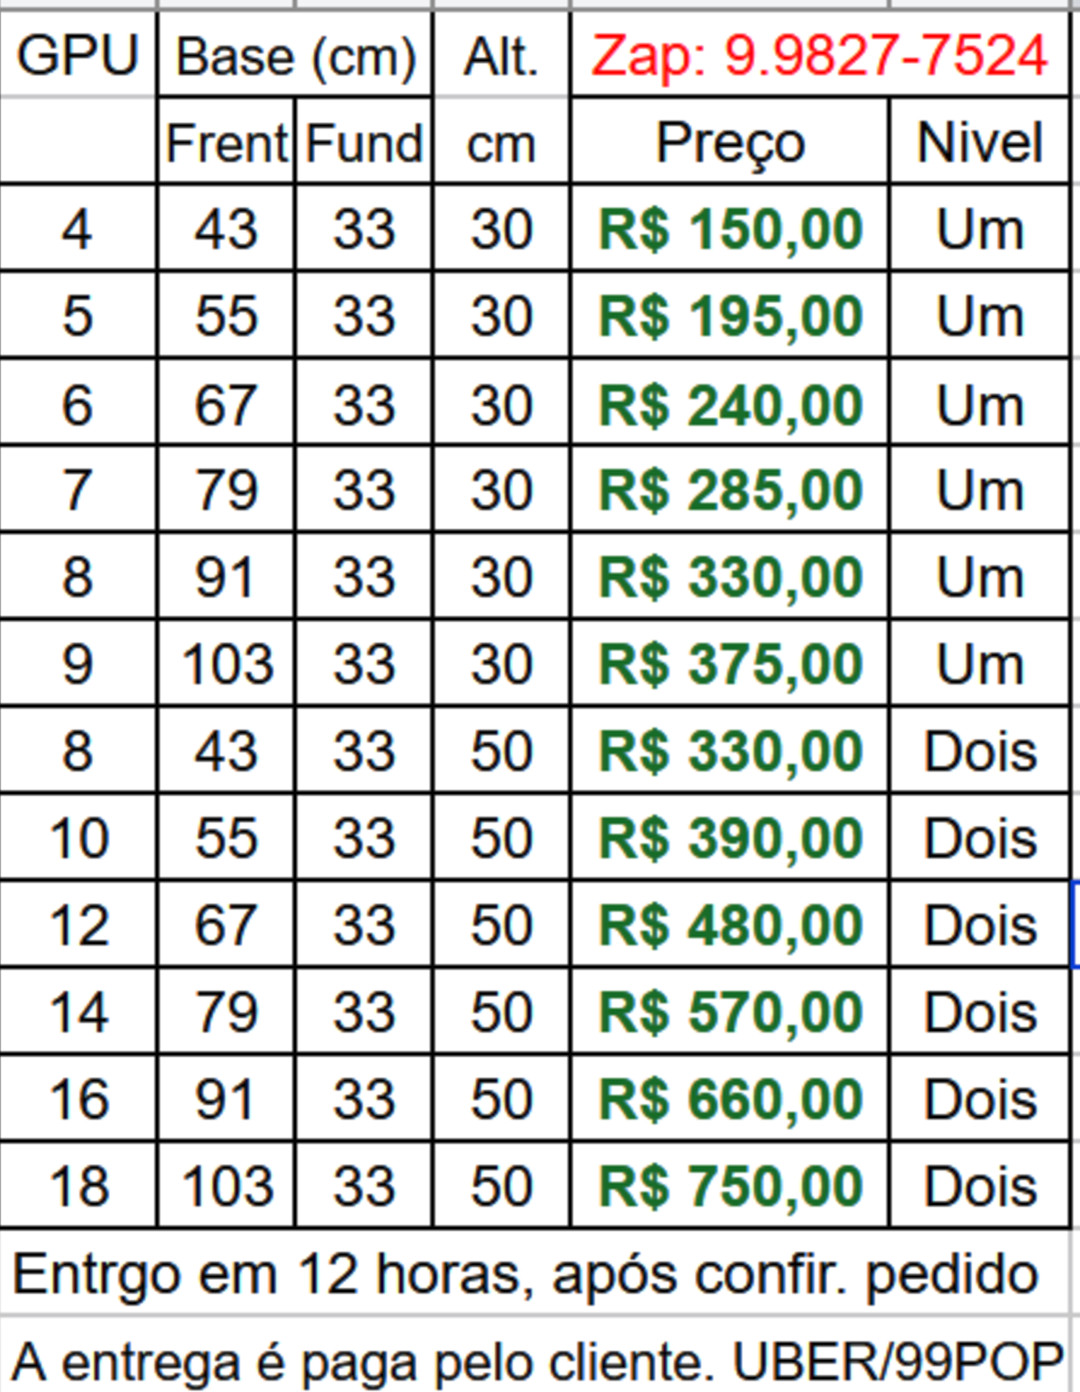 GPU Base (cm) Alt. Zap: 9.9827-7524
Frent Fund cm Preço Nivel
4 43 33 30 R$ 150,00 Um
5 55 33 30 R$ 195,00 Um
6 67 33 30 R$ 240,00 Um
7 79 33 30 R$ 285,00 Um
8 91 33 30 R$ 330,00 Um
9 103 33 30 R$ 375,00 Um
8 43 33 50 R$ 330,00 Dois
10 55 33 50 R$ 390,00 Dois
12 67 33 50 R$ 480,00 Dois
14 79 33 50 R$ 570,00 Dois
16 91 33 50 R$ 660,00 Dois
18 103 33 50 R$ 750,00 Dois
Entrgo em 12 horas, após confir. pedido
A entrega é paga pelo cliente. UBER/99POP